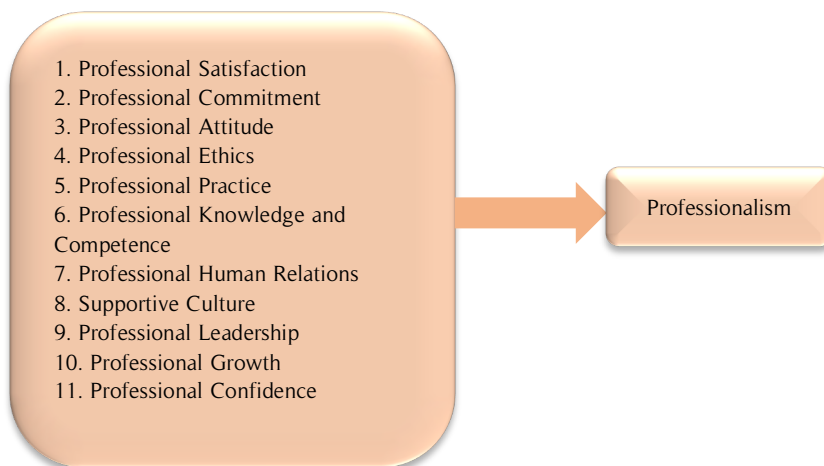 1. Professional Satisfaction
2. Professional Commitment
3. Professional Attitude
4. Professional Ethics
5. Professional Practice
6. Professional Knowledge and
Competence
7. Professional Human Relations
8. Supportive Culture
9. Professional Leadership
10. Professional Growth
11. Professional Confidence
Professionalism